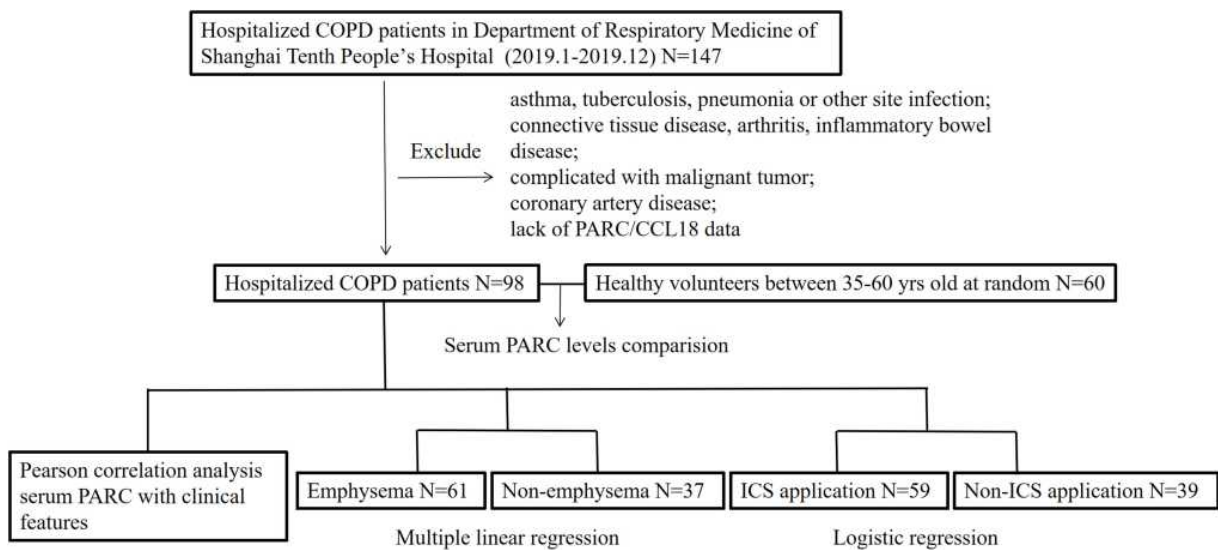 Hospitalized COPD patients in Department of Respiratory Medicine of
Shanghai Tenth People's Hospital (2019.1-2019.12) N=147
asthma, tuberculosis, pneumonia or other site infection;
connective tissue disease, arthritis, inflammatory bowel
disease;
Exclude
complicated with malignant tumor;
coronary artery disease;
lack of PARC/CCL18 data
Hospitalized COPD patients N=98
Healthy volunteers between 35-60 yrs old at random N=60
Serum PARC levels comparision
Pearson correlation analysis
serum PARC with clinical
features
Emphysema N=61
Non-emphysema N=37
ICS application N=59
Non-ICS application N=39
Multiple linear regression
Logistic regression